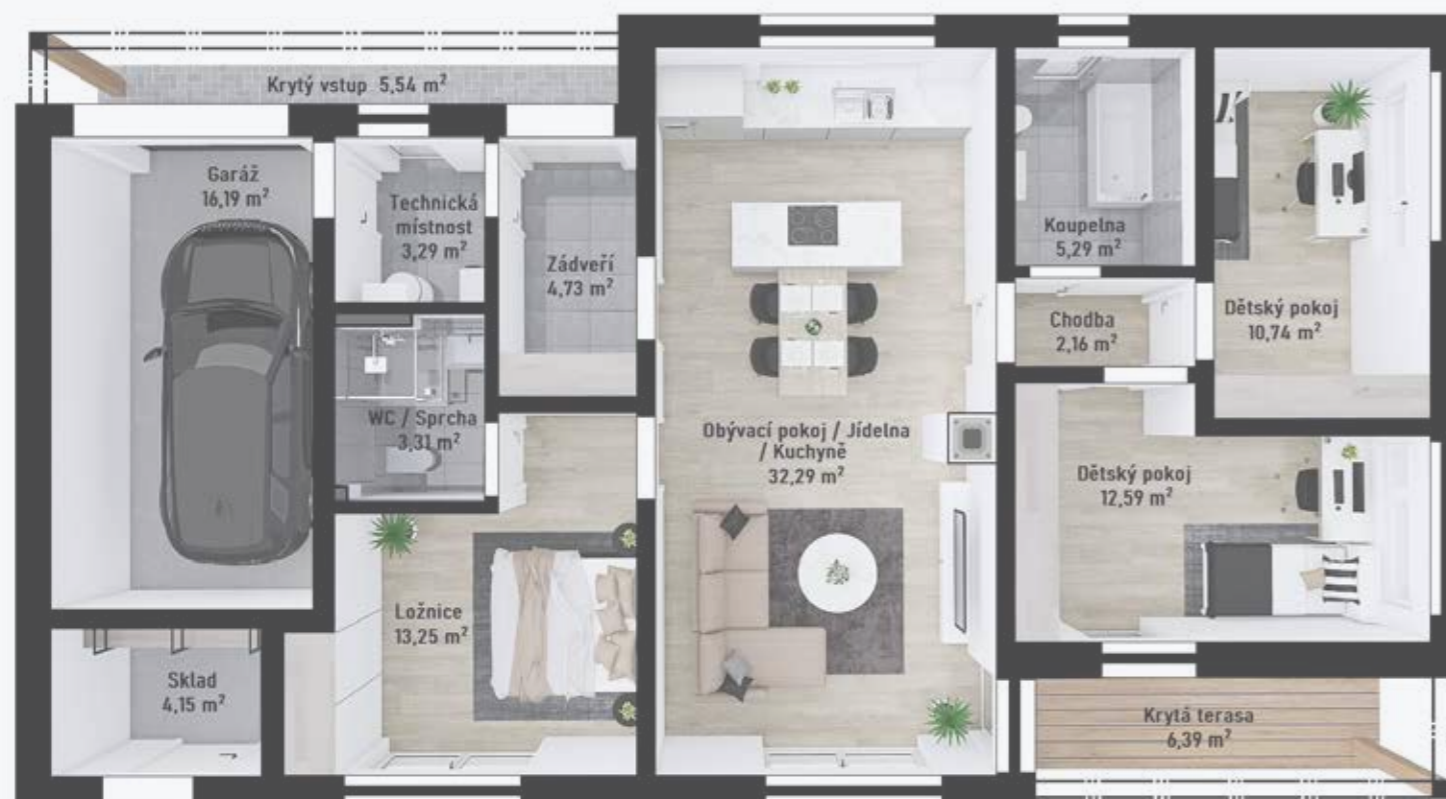 Krytý vstup 5,54 m²
Garáž
16,19 m²
Technická
místnost
3,29 m²
Zádveří
4,73 m²
Koupelna
5,29 m²
Chodba
2,16 m²
Dětský pokoj
10,74 m²
WC / Sprcha
3,31 m²
Obývací pokoj / Jídelna
/ Kuchyně
32,29 m²
Dětský pokoj
12,59 m²
Ložnice
13,25 m²
Sklad
4,15 m²
Krytá terasa
6,39 m²